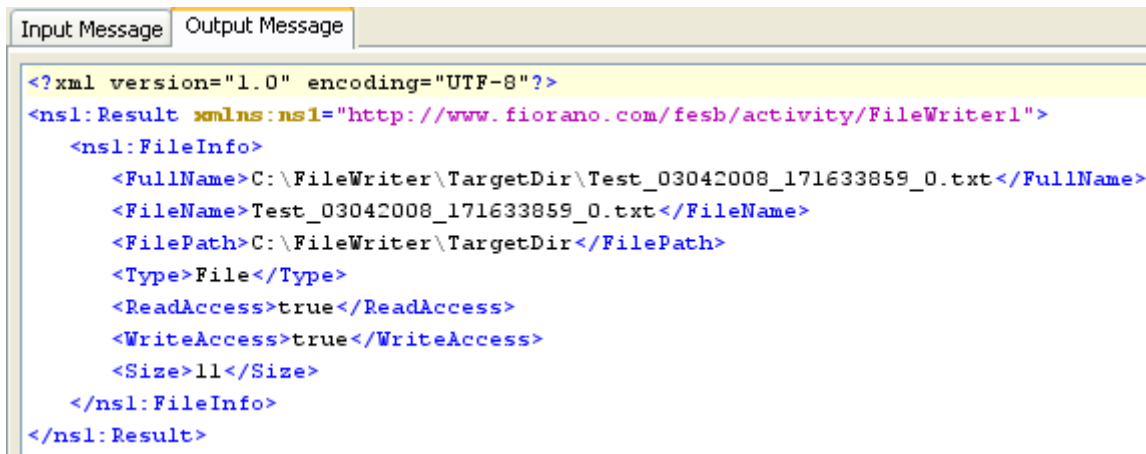 Input Message Output Message
<?xml version="1.0" encoding="UTF-8"?>
<ns1:Result xmlns:ns1="http://www.fiorano.com/fesb/activity/FileWriter1">
<ns1:FileInfo>
<FullName>C:\FileWriter\TargetDir\Test_03042008_171633859_0.txt</FullName>
<FileName>Test_03042008_171633859_0.txt</FileName>
<FilePath>C:\FileWriter\TargetDir</FilePath>
<Type>File</Type>
<ReadAccess>true</ReadAccess>
<WriteAccess>true</WriteAccess>
<Size>11</Size>
</ns1:FileInfo>
</ns1:Result>